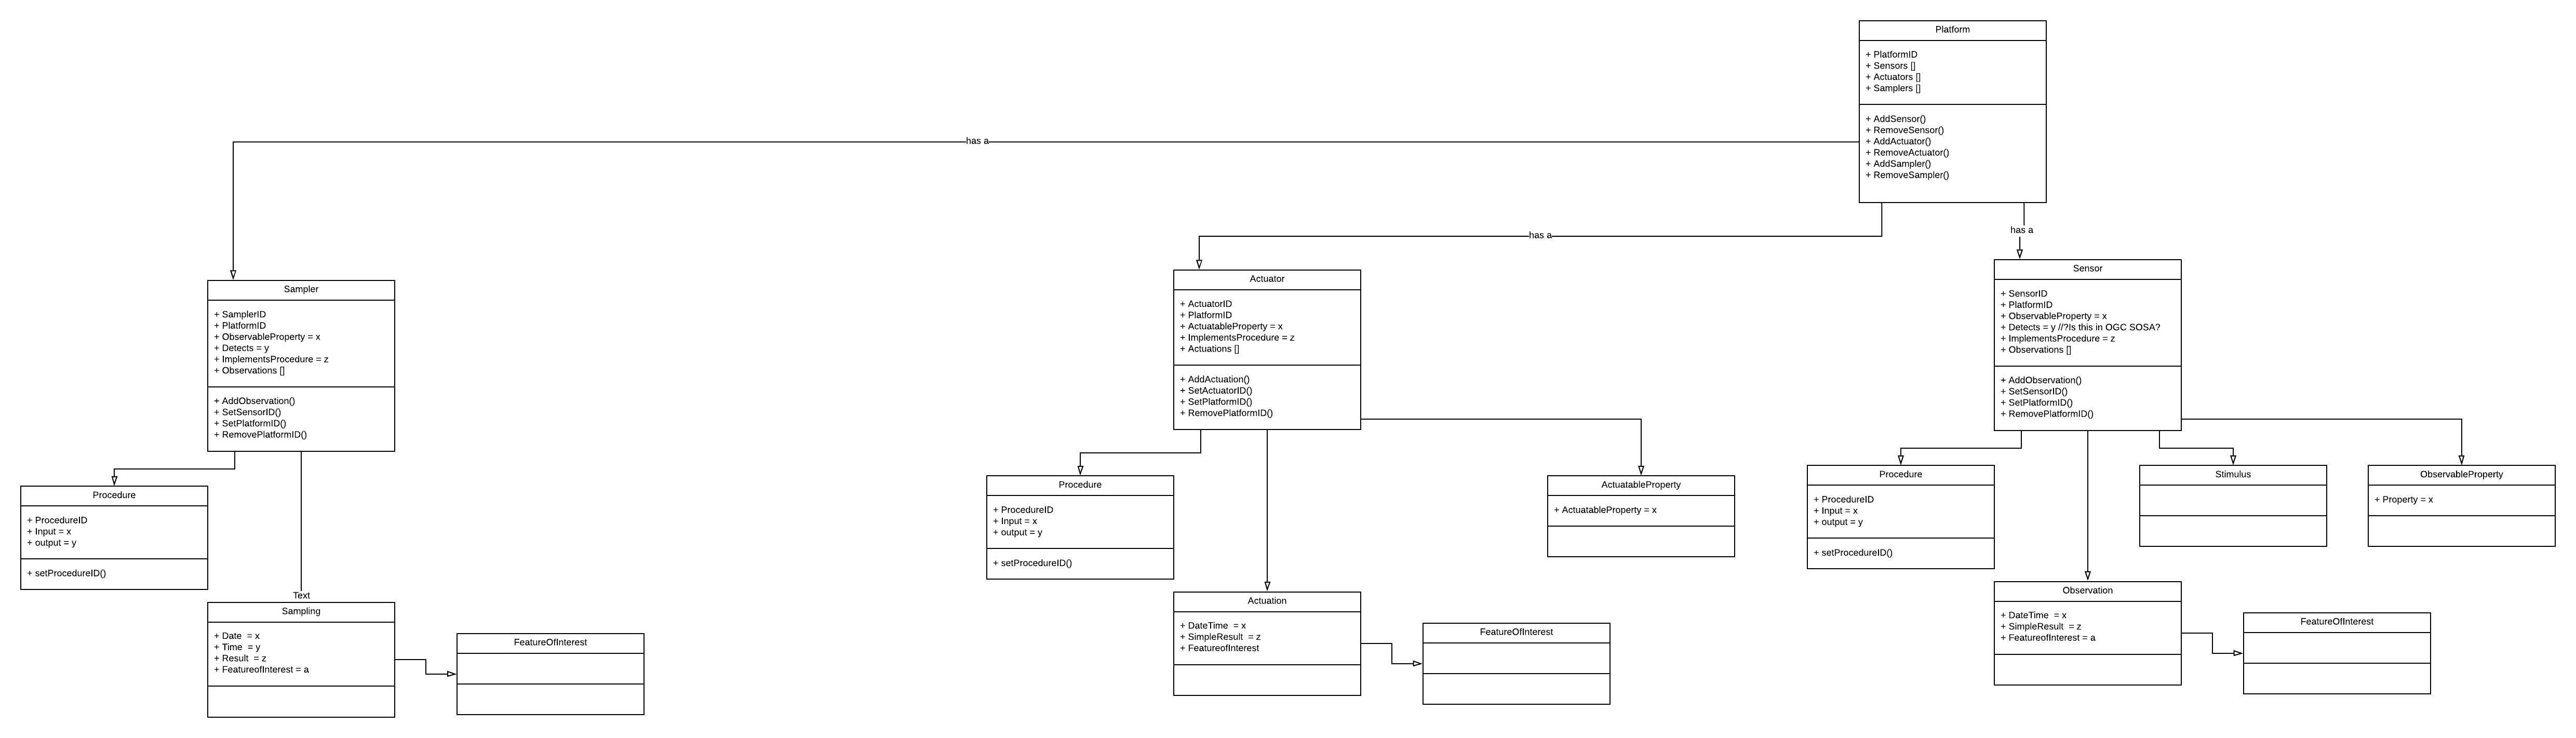 Platform
+ PlatformID
+ Sensors []
+ Actuators []
+ Samplers []
+ AddSensor()
+ RemoveSensor()
+ AddActuator()
+ RemoveActuator()
+ AddSampler()
+ RemoveSampler()
has a
has a
has a
Sampler
+ SamplerID
+ PlatformID
+ ObservableProperty = x
+ Detects = y
+ ImplementsProcedure = z
+ Observations []
+ AddObservation()
+ SetSensorID()
+ SetPlatformID()
+ RemovePlatformID()
Procedure
+ ProcedureID
+ Input = x
+ output = y
+ setProcedureID()
Text
Sampling
+ Date  = x
+ Time  = y
+ Result  = z
+ FeatureofInterest = a
FeatureOfInterest
Actuator
+ ActuatorID
+ PlatformID
+ ActuatableProperty = x
+ ImplementsProcedure = z
+ Actuations []
+ AddActuation()
+ SetActuatorID()
+ SetPlatformID()
+ RemovePlatformID()
Procedure
+ ProcedureID
+ Input = x
+ output = y
+ setProcedureID()
ActuatableProperty
+ ActuatableProperty = x
Actuation
+ DateTime  = x
+ SimpleResult  = z
+ FeatureofInterest
FeatureOfInterest
Sensor
+ SensorID
+ PlatformID
+ ObservableProperty = x
+ Detects = y //?Is this in OGC SOSA?
+ ImplementsProcedure = z
+ Observations []
+ AddObservation()
+ SetSensorID()
+ SetPlatformID()
+ RemovePlatformID()
Procedure
+ ProcedureID
+ Input = x
+ output = y
+ setProcedureID()
Stimulus
ObservableProperty
+ Property = x
Observation
+ DateTime  = x
+ SimpleResult  = z
+ FeatureofInterest = a
FeatureOfInterest